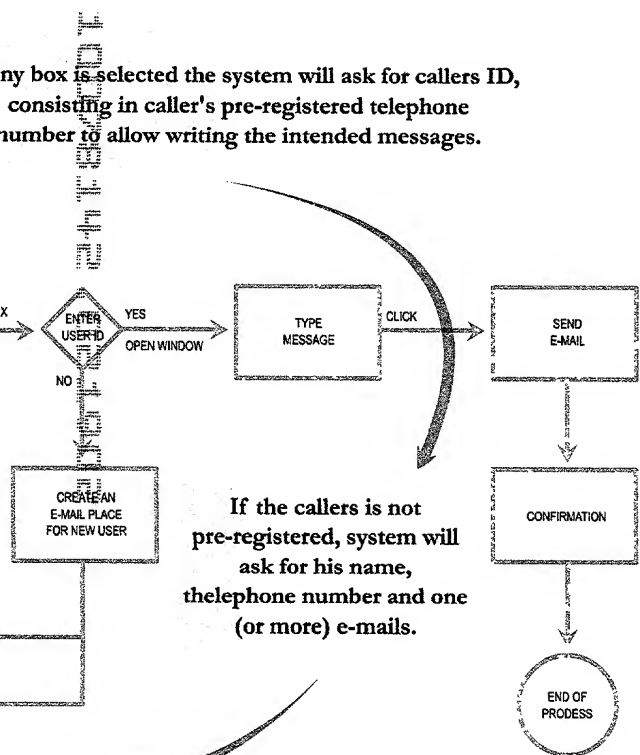 ny box is selected the system will ask for callers ID,
consisting in caller's pre-registered telephone
number to allow writing the intended messages.
X
ENTER
USER ID
YES
OPEN WINDOW
NO
TYPE
MESSAGE
CLICK
SEND
E-MAIL
CREATE AN
E-MAIL PLACE
FOR NEW USER
If the callers is not
pre-registered, system will
ask for his name,
thelephone number and one
(or more) e-mails.
CONFIRMATION
END OF
PRODESS